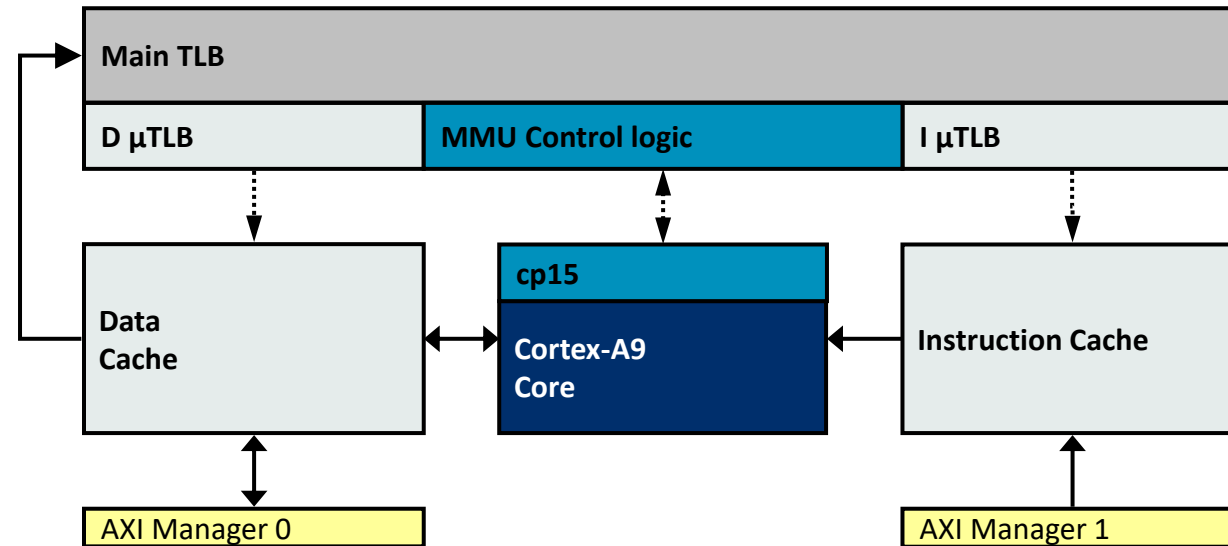 Main TLB
D µTLB
MMU Control logic
I µTLB
cp15
Data
Cache
Cortex-A9
Core
Instruction Cache
AXI Manager 0
AXI Manager 1